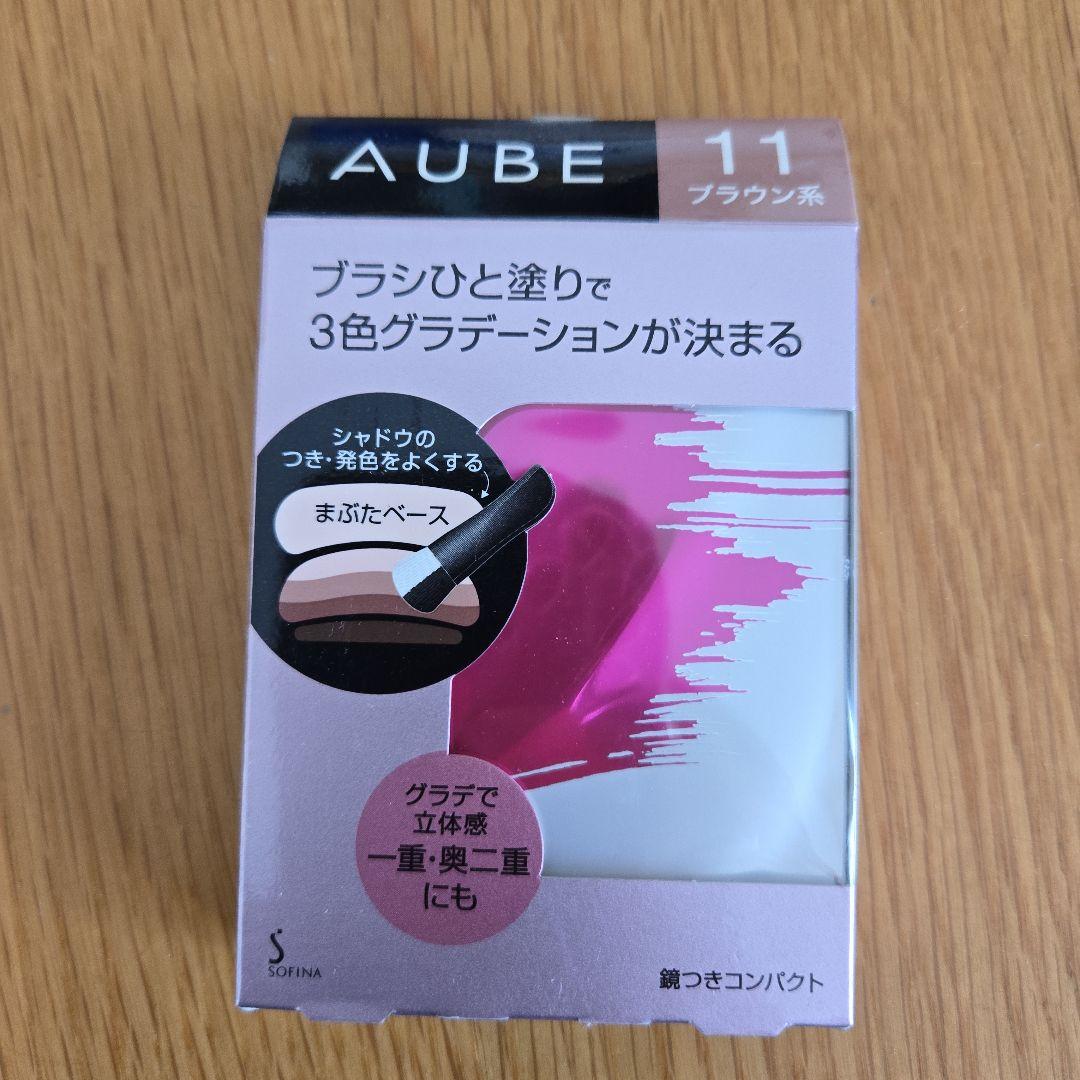 AUBE
11
ブラウン系
ブラシひと塗りで
3色グラデーションが決まる
シャドウの
つき・発色をよくする
まぶたベース
グラデで
立体感
一重・奥二重
にも
SOFINA
鏡つきコンパクト